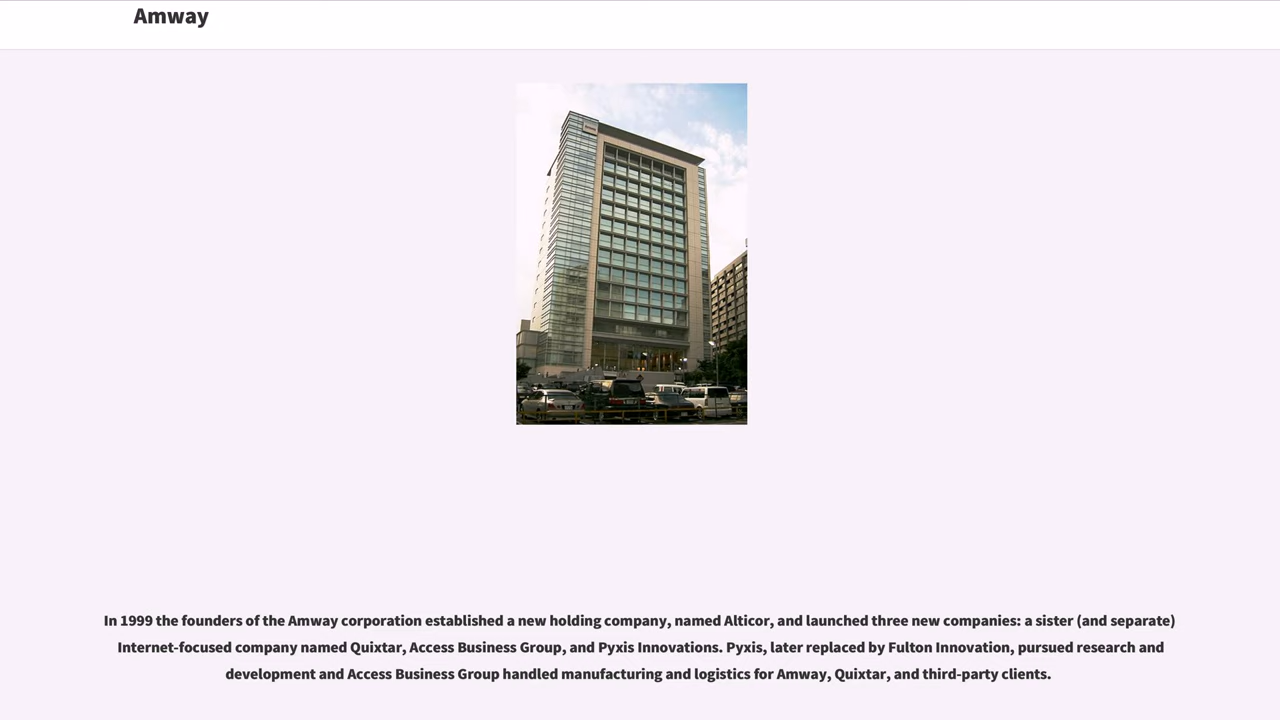 Amway
In 1999 the founders of the Amway corporation established a new holding company, named Alticor, and launched three new companies: a sister (and separate)
Internet-focused company named Quixtar, Access Business Group, and Pyxis Innovations. Pyxis, later replaced by Fulton Innovation, pursued research and
development and Access Business Group handled manufacturing and logistics for Amway, Quixtar, and third-party clients.